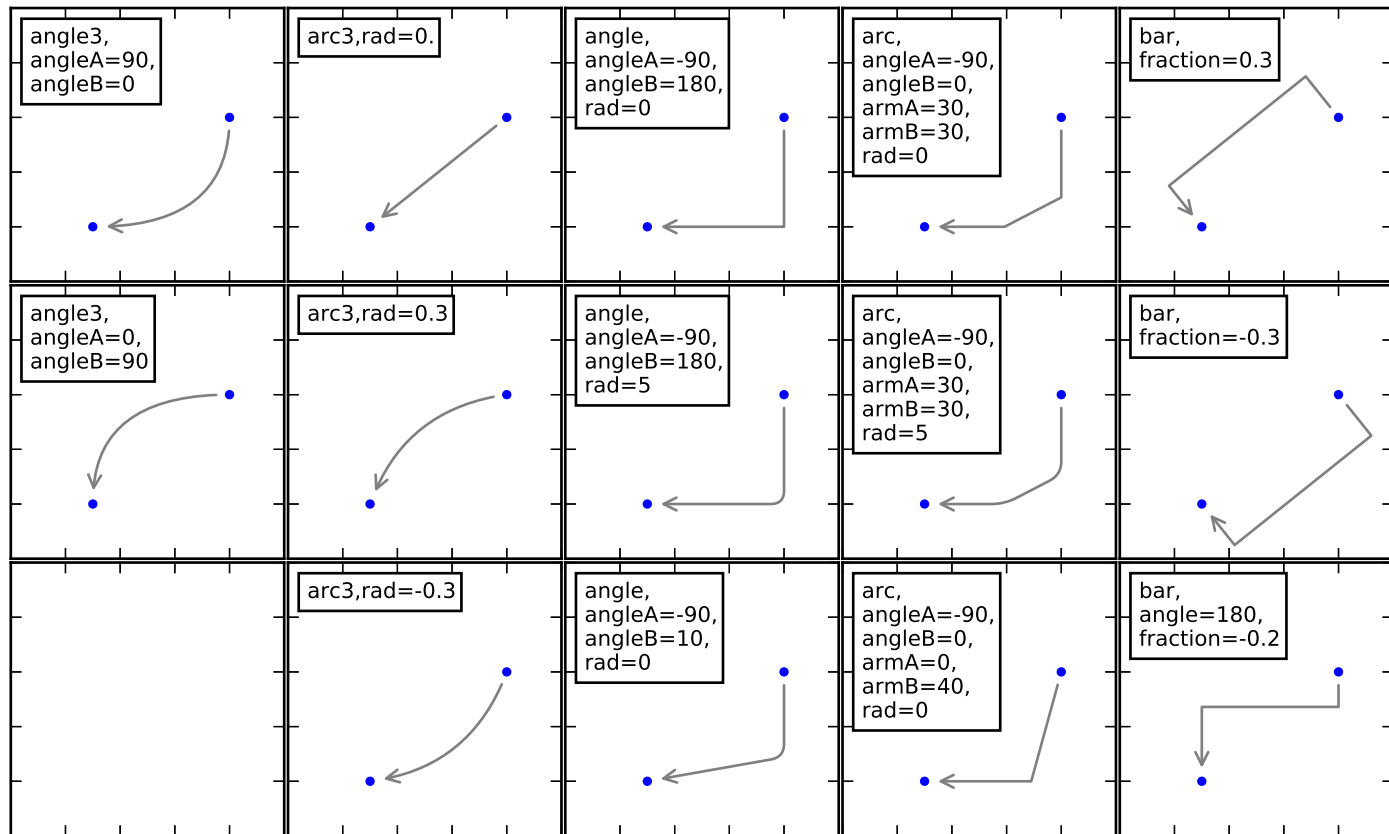 angle3,
angleA=90,
angleB=0
arc3,rad=0.
angle,
angleA=-90,
angleB=180,
rad=0
arc,
angleA=-90,
angleB=0,
armA=30,
armB=30,
rad=0
bar,
fraction=0.3
angle3,
angleA=0,
angleB=90
arc3,rad=0.3
angle,
angleA=-90,
angleB=180,
rad=5
arc,
angleA=-90,
angleB=0,
armA=30,
armB=30,
rad=5
bar,
fraction=-0.3
arc3,rad=-0.3
angle,
angleA=-90,
angleB=10,
rad=0
arc,
angleA=-90,
angleB=0,
armA=0,
armB=40,
rad=0
bar,
angle=180,
fraction=-0.2